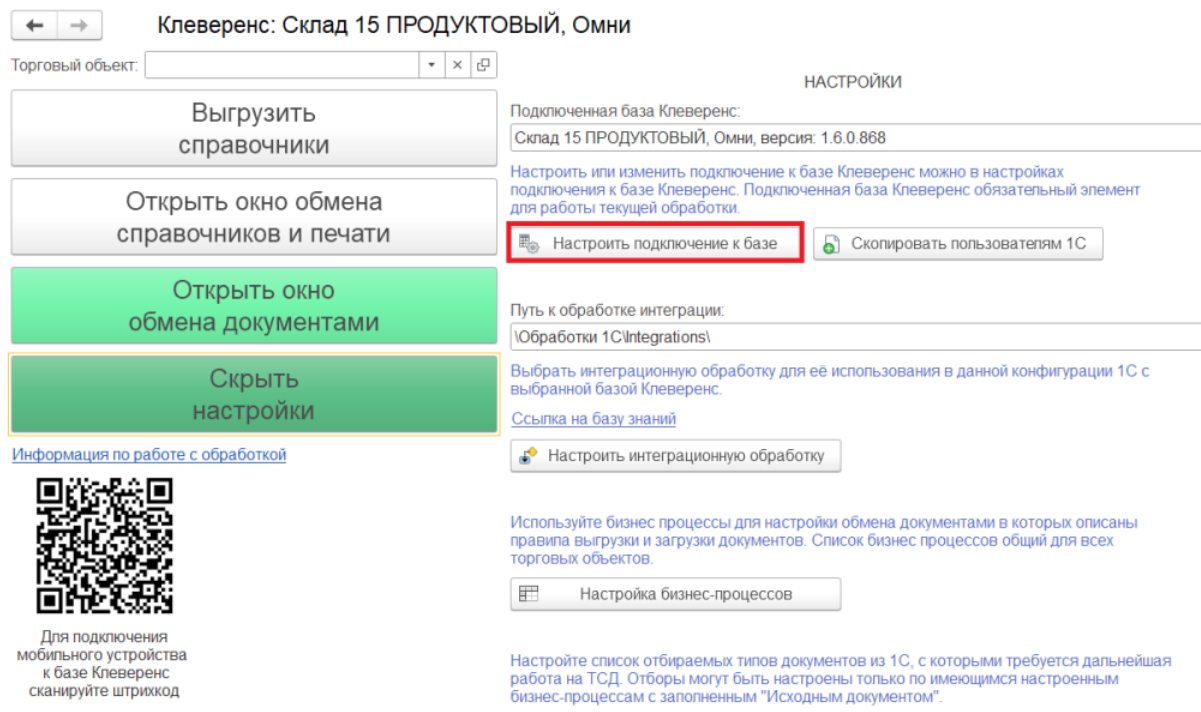 Клеверенс: Склад 15 ПРОДУКТОВЫЙ, Омни
Торговый объект:
Выгрузить
справочники
Открыть окно обмена
справочников и печати
Открыть окно
обмена документами
Скрыть
настройки
Информация по работе с обработкой
Для подключения
мобильного устройства
к базе Клеверенс
сканируйте штрихкод
НАСТРОЙКИ
Подключенная база Клеверенс:
Склад 15 ПРОДУКТОВЫЙ, Омни, версия: 1.6.0.868
Настроить или изменить подключение к базе Клеверенс можно в настройках
подключения к базе Клеверенс. Подключенная база Клеверенс обязательный элемент
для работы текущей обработки.
Настроить подключение к базе
Скопировать пользователям 1С
Путь к обработке интеграции:
\Обработки 1С\Integrations\
Выбрать интеграционную обработку для её использования в данной конфигурации 1С с
выбранной базой Клеверенс.
Ссылка на базу знаний
Настроить интеграционную обработку
Используйте бизнес процессы для настройки обмена документами в которых описаны
правила выгрузки и загрузки документов. Список бизнес процессов общий для всех
торговых объектов.
Настройка бизнес-процессов
Настройте список отбираемых типов документов из 1С, с которыми требуется дальнейшая
работа на ТСД. Отборы могут быть настроены только по имеющимся настроенным
бизнес-процессам с заполненным "Исходным документом".